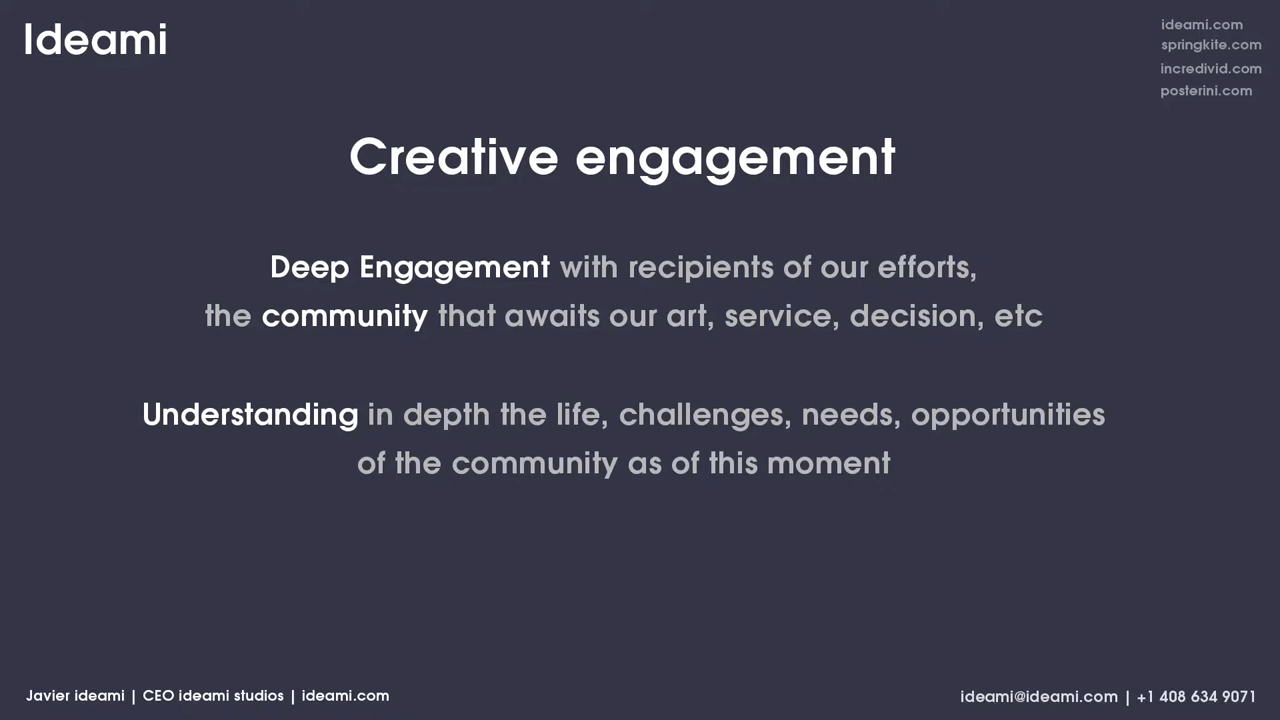 Ideami
ideami.com
springkite.com
incredivid.com
posterini.com
Creative engagement
Deep Engagement with recipients of our efforts,
the community that awaits our art, service, decision, etc
Understanding in depth the life, challenges, needs, opportunities
of the community as of this moment
Javier ideami | CEO ideami studios | ideami.com
ideami@ideami.com | +1 408 634 9071